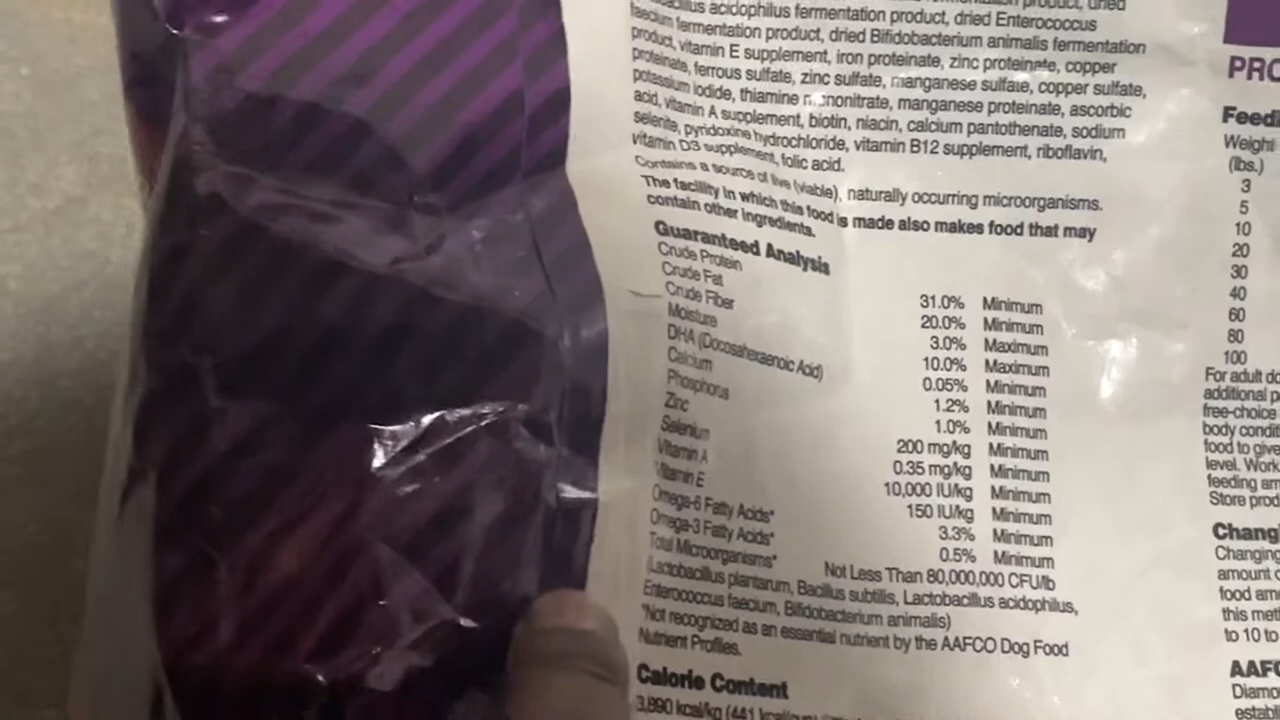 acidophilus fermentation product, dried Enterococcus
faecium fermentation product, dried Bifidobacterium animalis fermentation
product, vitamin E supplement, iron proteinate, zinc proteinate, copper
proteinate, ferrous sulfate, zinc sulfate, manganese sulfate, copper sulfate,
potassium iodide, thiamine mononitrate, manganese proteinate, ascorbic
acid, vitamin A supplement, biotin, niacin, calcium pantothenate, sodium
selenite, pyridoxine hydrochloride, vitamin B12 supplement, riboflavin,
vitamin D3 supplement, folic acid.
Contains a source of live (viable), naturally occurring microorganisms.
The facility in which this food is made also makes food that may
contain other ingredients.
Guaranteed Analysis
Crude Protein 31.0% Minimum
Crude Fat 20.0% Minimum
Crude Fiber 3.0% Maximum
Moisture 10.0% Maximum
DHA (Docosahexaenoic Acid) 0.05% Minimum
Calcium 1.2% Minimum
Phosphorus 1.0% Minimum
Zinc 200 mg/kg Minimum
Selenium 0.35 mg/kg Minimum
Vitamin A 10,000 IU/kg Minimum
Vitamin E 150 IU/kg Minimum
Omega-6 Fatty Acids* 3.3% Minimum
Omega-3 Fatty Acids* 0.5% Minimum
Total Microorganisms* Not Less Than 80,000,000 CFU/lb
(Lactobacillus plantarum, Bacillus subtilis, Lactobacillus acidophilus,
Enterococcus faecium, Bifidobacterium animalis)
*Not recognized as an essential nutrient by the AAFCO Dog Food
Nutrient Profiles.
Calorie Content
3,890 kcal/kg (441
PRO
Feedi
Weight
(lbs.)
3
5
10
20
30
40
60
80
100
For adult do
additional p
free-choice
body condit
food to give
level. Work
feeding am
Store prod
Chang
Changing
amount o
food amo
this met
to 10 to
AAFC
Diamo
establi